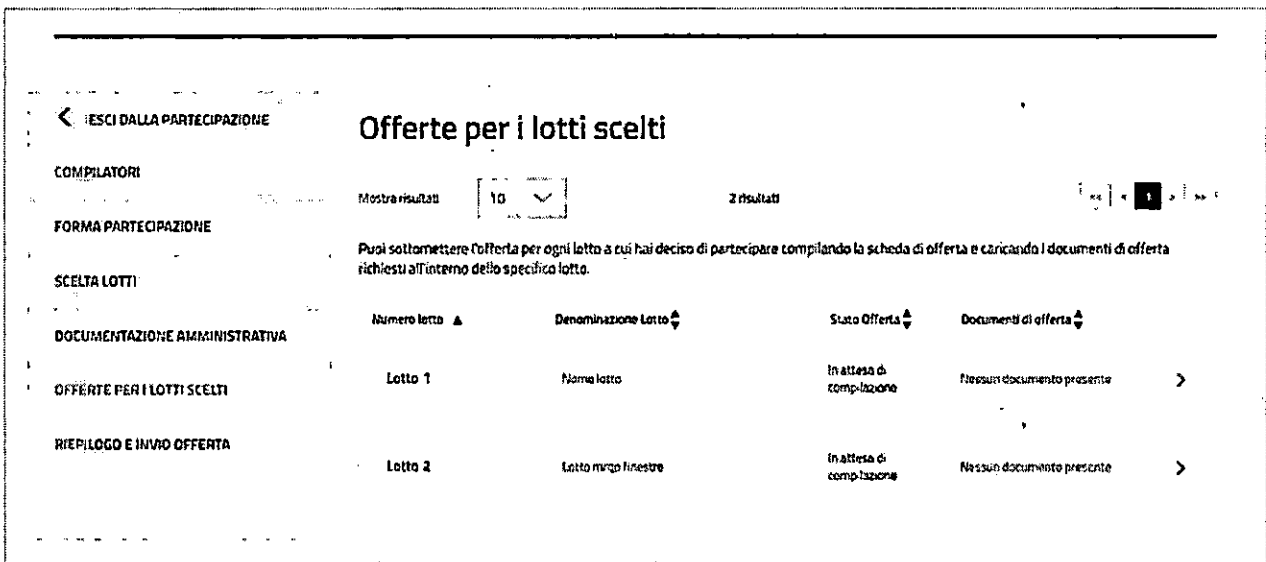 ESCI DALLA PARTECIPAZIONE
COMPILATORI
FORMA PARTECIPAZIONE
SCELTA LOTTI
DOCUMENTAZIONE AMMINISTRATIVA
OFFERTE PER I LOTTI SCELTI
RIEPILOGO E INVIO OFFERTA
Offerte per i lotti scelti
Mostra risultati 10 2 risultati « ‹ 1 › »
Puoi sottomettere l'offerta per ogni lotto a cui hai deciso di partecipare compilando la scheda di offerta e caricando i documenti di offerta
richiesti all'interno dello specifico lotto.
Numero lotto Denominazione Lotto Stato Offerta Documenti di offerta
Lotto 1 Nome lotto In attesa di Nessun documento presente
compilazione
Lotto 2 Lotto finestre In attesa di Nessun documento presente
compilazione